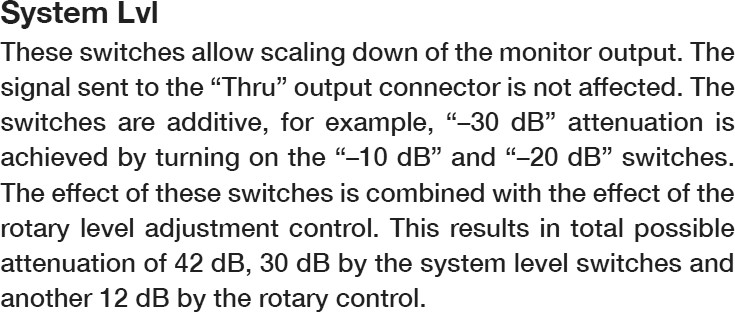 System Lvl
These switches allow scaling down of the monitor output. The
signal sent to the “Thru” output connector is not affected. The
switches are additive, for example, “–30 dB” attenuation is
achieved by turning on the “–10 dB” and “–20 dB” switches.
The effect of these switches is combined with the effect of the
rotary level adjustment control. This results in total possible
attenuation of 42 dB, 30 dB by the system level switches and
another 12 dB by the rotary control.